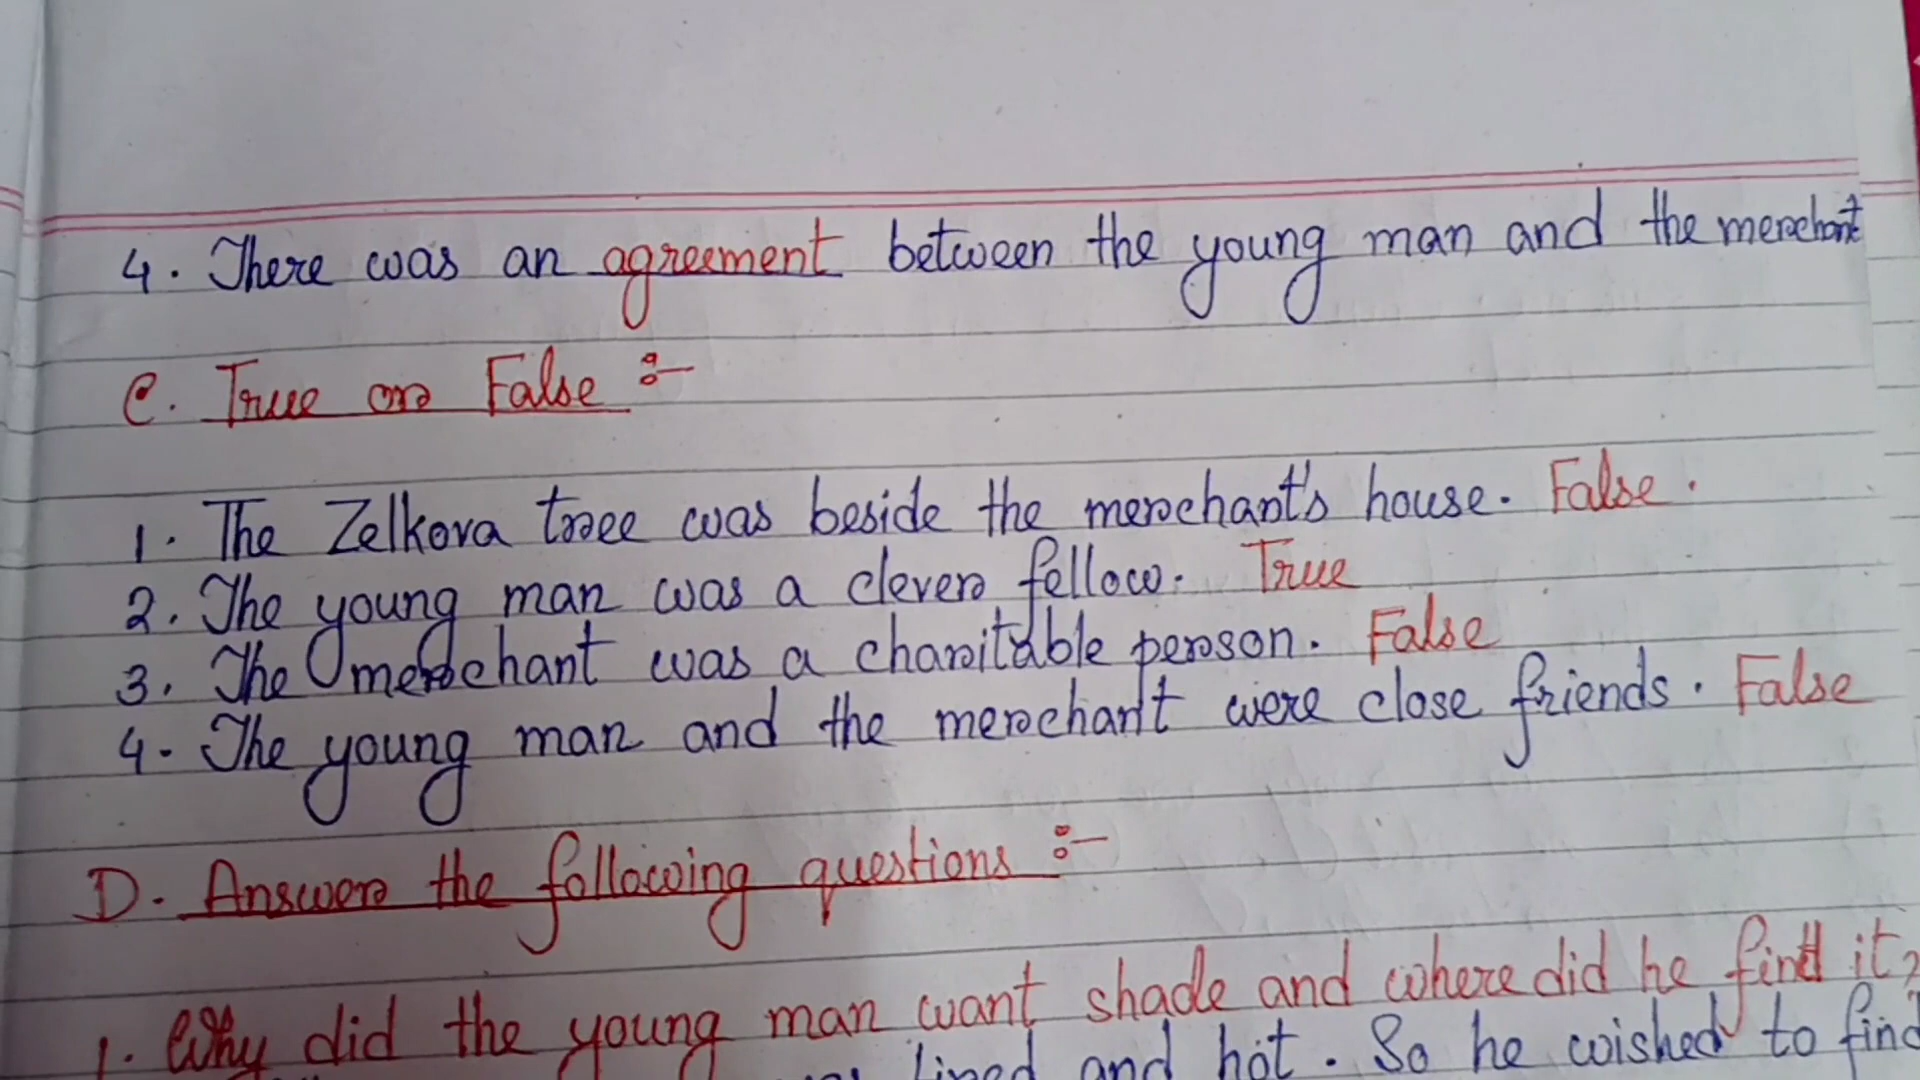 4. There was an agreement between the young man and the merchant
C. True or False :-
1. The Zelkova tree was beside the merchant's house. False.
2. The young man was a clever fellow. True
3. The merchant was a charitable person. False
4. The young man and the merchant were close friends. False
D. Answer the following questions :-
1. Why did the young man want shade and where did he find it?
and hot. So he wished to find